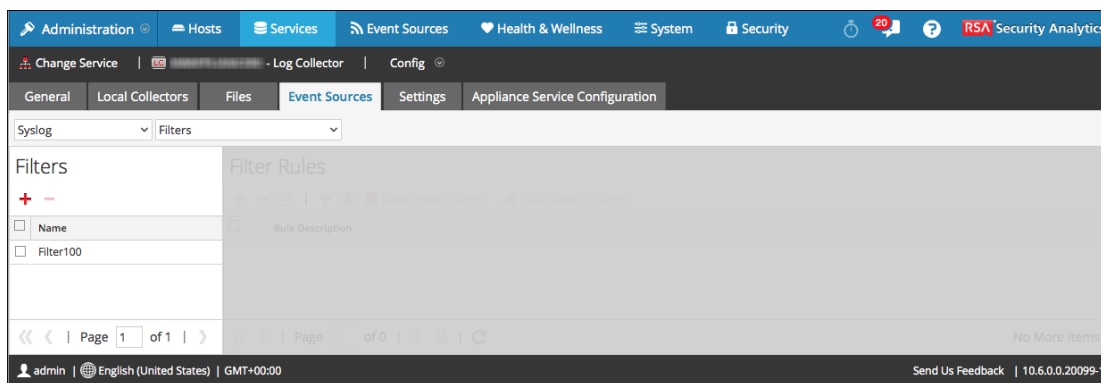 Administration Hosts Services Event Sources Health & Wellness System Security 20 ? RSA Security Analytics
Change Service | LC - Log Collector | Config
General Local Collectors Files Event Sources Settings Appliance Service Configuration
Syslog Filters
Filters Filter Rules
Name Rule Description
Filter100
Page 1 of 1 | Page of 0 | No More Items
admin | English (United States) | GMT+00:00 Send Us Feedback | 10.6.0.0.20099-1